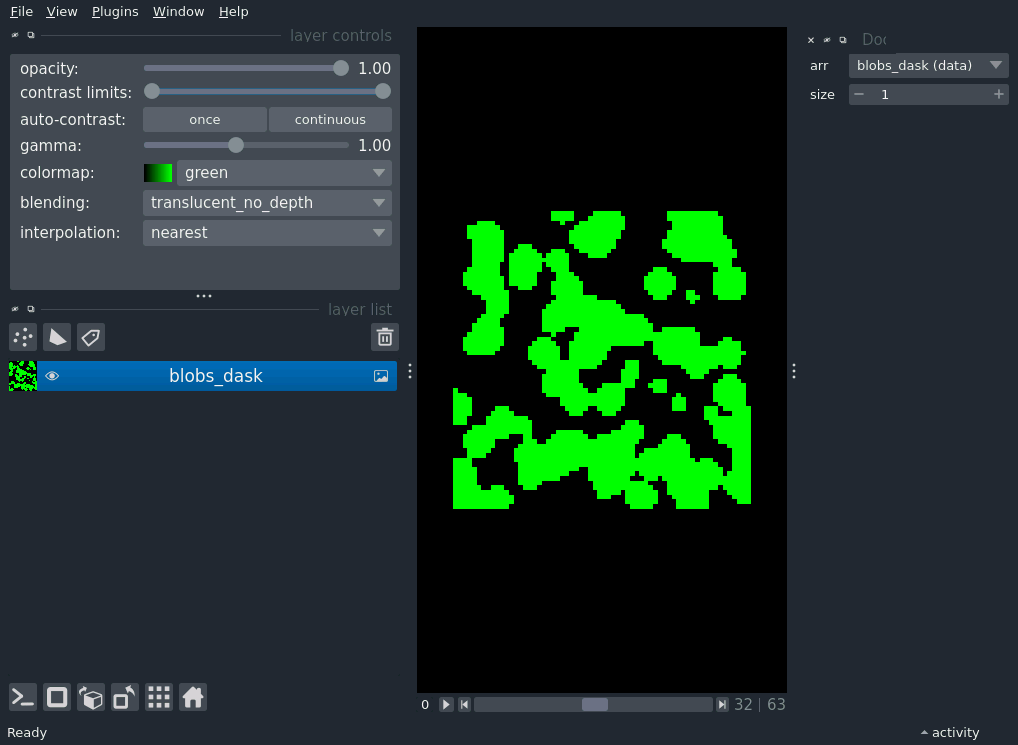 File View Plugins Window Help
layer controls
opacity: 1.00
contrast limits:
auto-contrast: once continuous
gamma: 1.00
colormap: green
blending: translucent_no_depth
interpolation: nearest
layer list
blobs_dask
0 32 | 63
Ready
arr blobs_dask (data)
size 1
activity